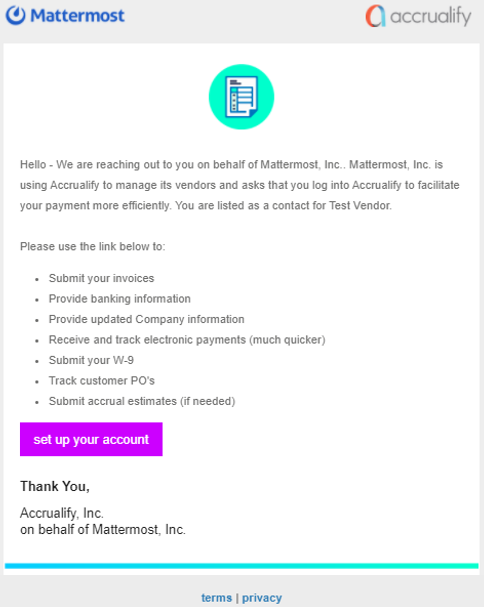 Mattermost
accrualify
Hello - We are reaching out to you on behalf of Mattermost, Inc.. Mattermost, Inc. is
using Accrualify to manage its vendors and asks that you log into Accrualify to facilitate
your payment more efficiently. You are listed as a contact for Test Vendor.
Please use the link below to:
• Submit your invoices
• Provide banking information
• Provide updated Company information
• Receive and track electronic payments (much quicker)
• Submit your W-9
• Track customer PO's
• Submit accrual estimates (if needed)
set up your account
Thank You,
Accrualify, Inc.
on behalf of Mattermost, Inc.
terms | privacy